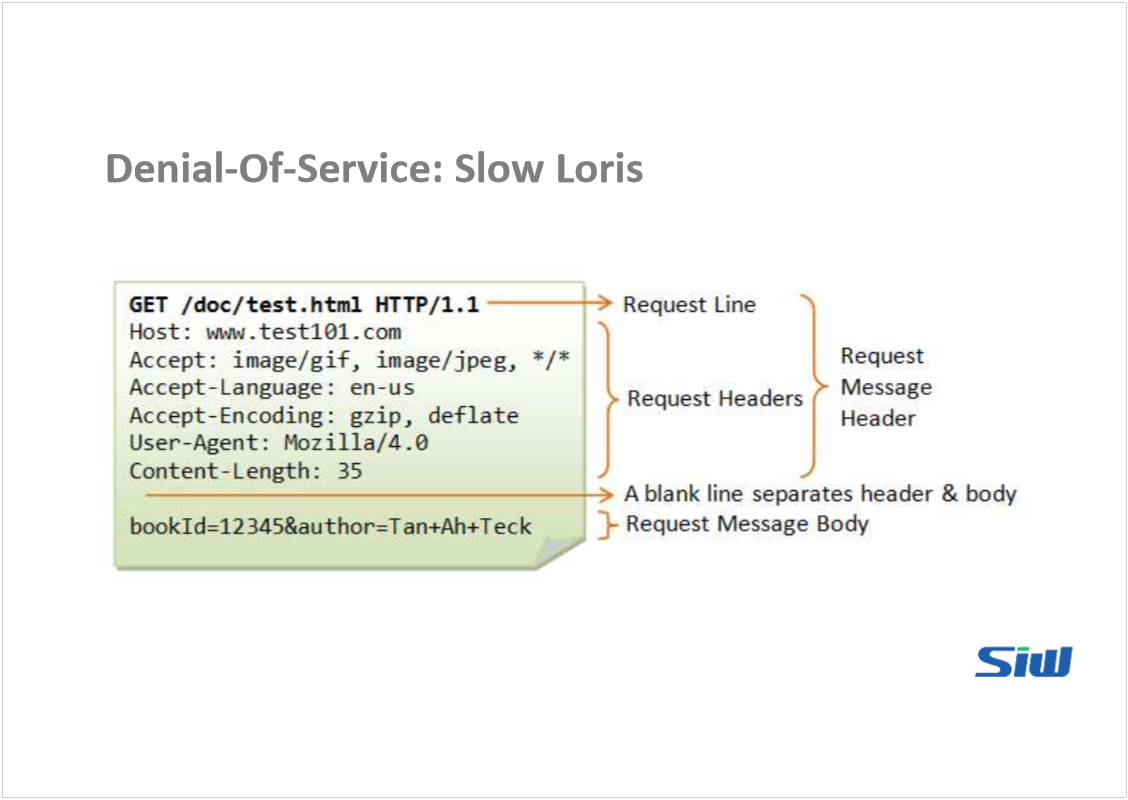 Denial-Of-Service: Slow Loris
GET /doc/test.html HTTP/1.1
Host: www.test101.com
Accept: image/gif, image/jpeg, */*
Accept-Language: en-us
Accept-Encoding: gzip, deflate
User-Agent: Mozilla/4.0
Content-Length: 35
bookId=12345&author=Tan+Ah+Teck
Request Line
Request Headers
Request
Message
Header
A blank line separates header & body
Request Message Body
SiW